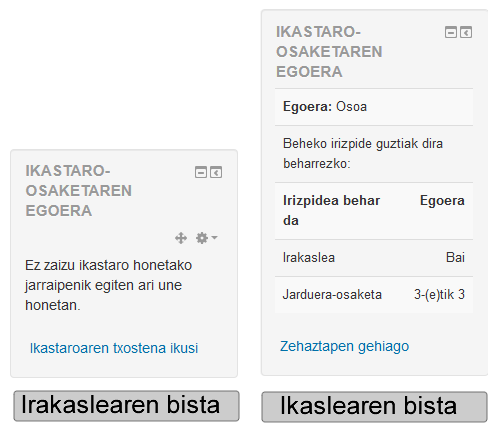 IKASTARO-
OSAKETAREN
EGOERA
Ez zaizu ikastaro honetako
jarraipenik egiten ari une
honetan.
Ikastaroaren txostena ikusi
Irakaslearen bista
IKASTARO-
OSAKETAREN
EGOERA
Egoera: Osoa
Beheko irizpide guztiak dira
beharrezko:
Irizpidea behar Egoera
da
Irakaslea Bai
Jarduera-osaketa 3-(e)tik 3
Zehaztapen gehiago
Ikaslearen bista